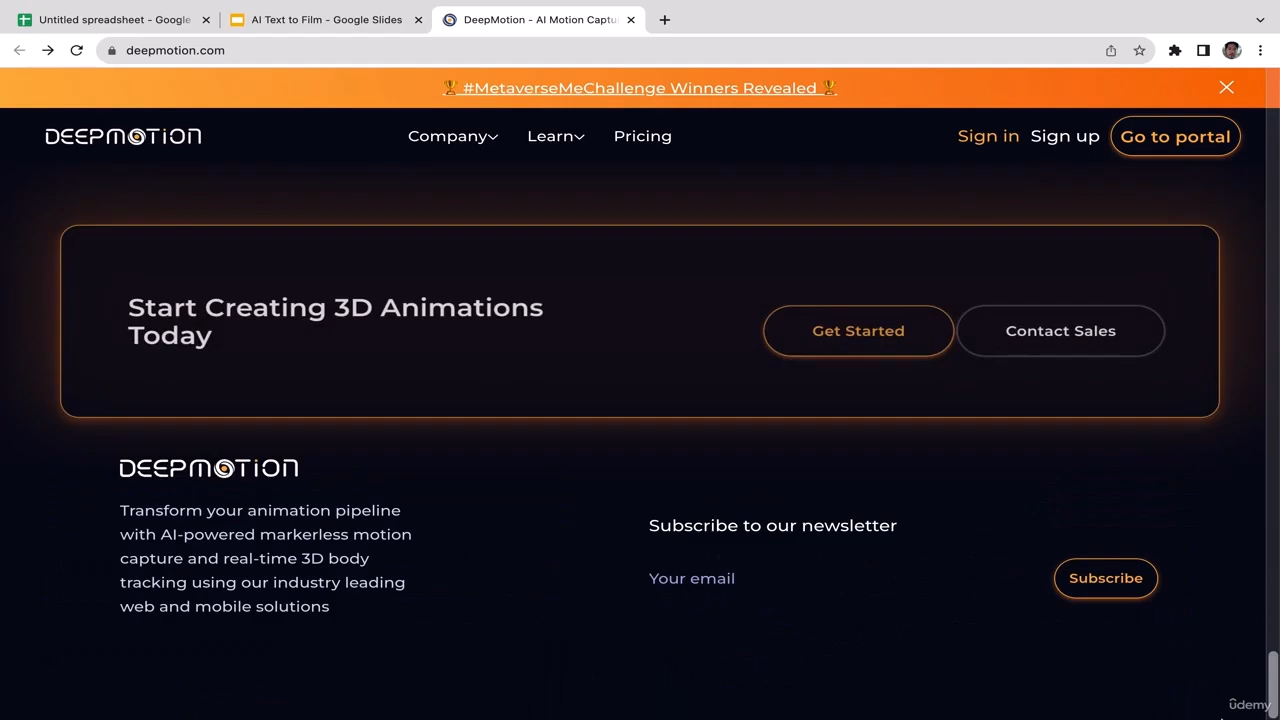 Untitled spreadsheet - Google
AI Text to Film - Google Slides
DeepMotion - AI Motion Captu
deepmotion.com
🏆 #MetaverseMeChallenge Winners Revealed 🏆
DEEPMOTION
Company
Learn
Pricing
Sign in
Sign up
Go to portal
Start Creating 3D Animations
Today
Get Started
Contact Sales
DEEPMOTION
Transform your animation pipeline
with AI-powered markerless motion
capture and real-time 3D body
tracking using our industry leading
web and mobile solutions
Subscribe to our newsletter
Your email
Subscribe
ûdemy